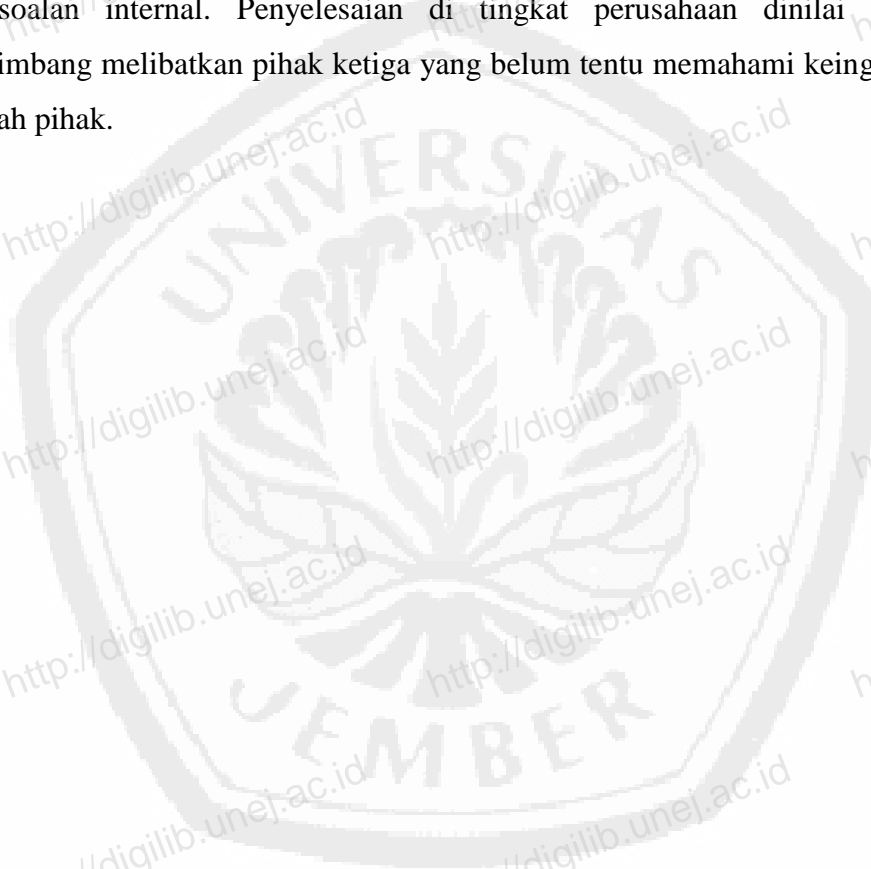 soalan internal. Penyelesaian di tingkat perusahaan dinilai
imbang melibatkan pihak ketiga yang belum tentu memahami keing
ah pihak.
http://digilib.unej.ac.id http://digilib.unej.ac.id
UNIVERSITAS
http://digilib.unej.ac.id http://digilib.unej.ac.id
http://digilib.unej.ac.id http://digilib.unej.ac.id
JEMBER
//digilib.unej.ac.id //digilib.unej.ac.id